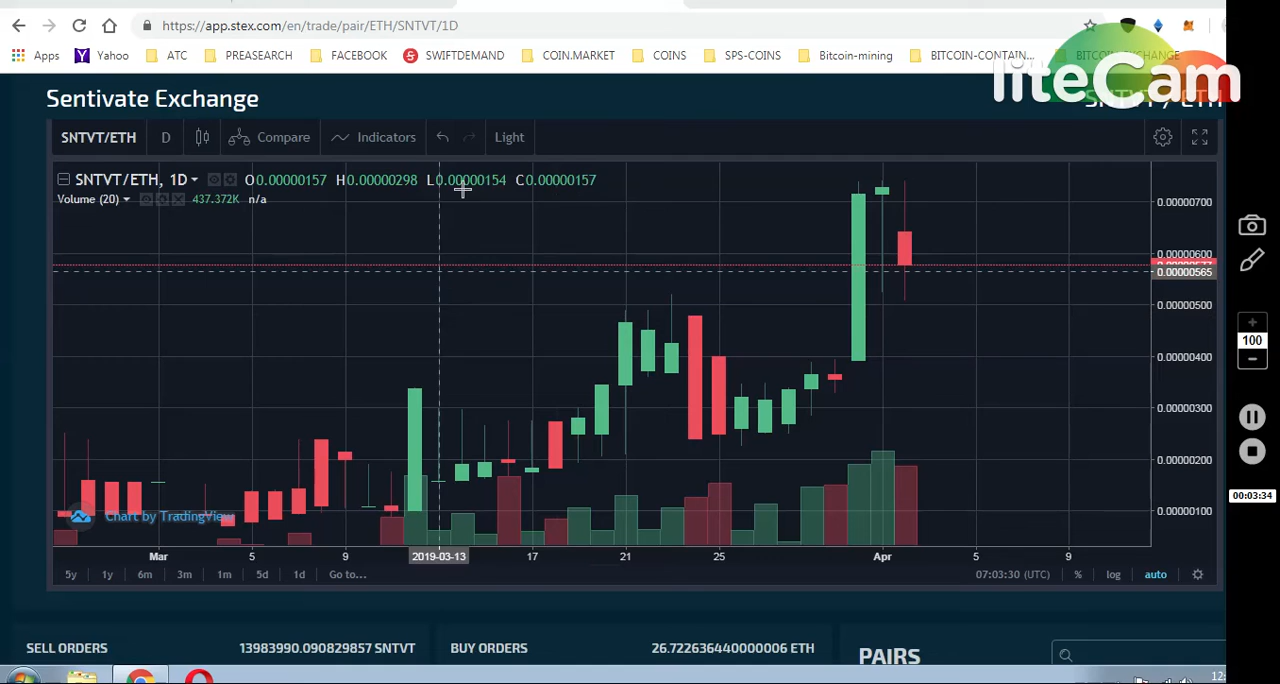 https://app.stex.com/en/trade/pair/ETH/SNTVT/1D
Apps Yahoo ATC PREASEARCH FACEBOOK SWIFTDEMAND COIN.MARKET COINS SPS-COINS Bitcoin-mining BITCOIN-CONTAIN...
liteCam
Sentivate Exchange
SNTVT/ETH D Compare Indicators Light
SNTVT/ETH, 1D O0.00000157 H0.00000298 L0.00000154 C0.00000157
Volume (20) 437.372K n/a
0.00000700
0.00000600
0.00000565
0.00000500
0.00000400
0.00000300
0.00000200
0.00000100
Chart by TradingView
Mar 5 9 2019-03-13 17 21 25 Apr 5 9
5y 1y 6m 3m 1m 5d 1d Go to... 07:03:30 (UTC) % log auto
SELL ORDERS 13983990.090829857 SNTVT BUY ORDERS 26.722636440000006 ETH PAIRS
100
00:03:34